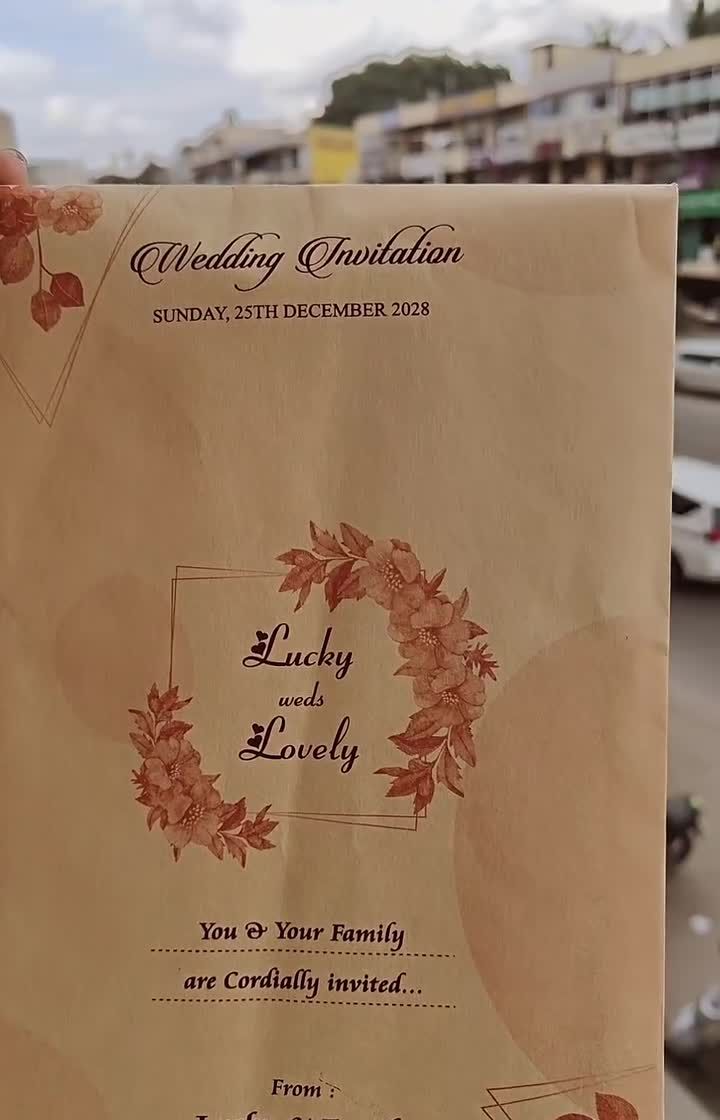 Wedding Invitation
SUNDAY, 25TH DECEMBER 2028
Lucky
weds
Lovely
You & Your Family
are Cordially invited...
From :